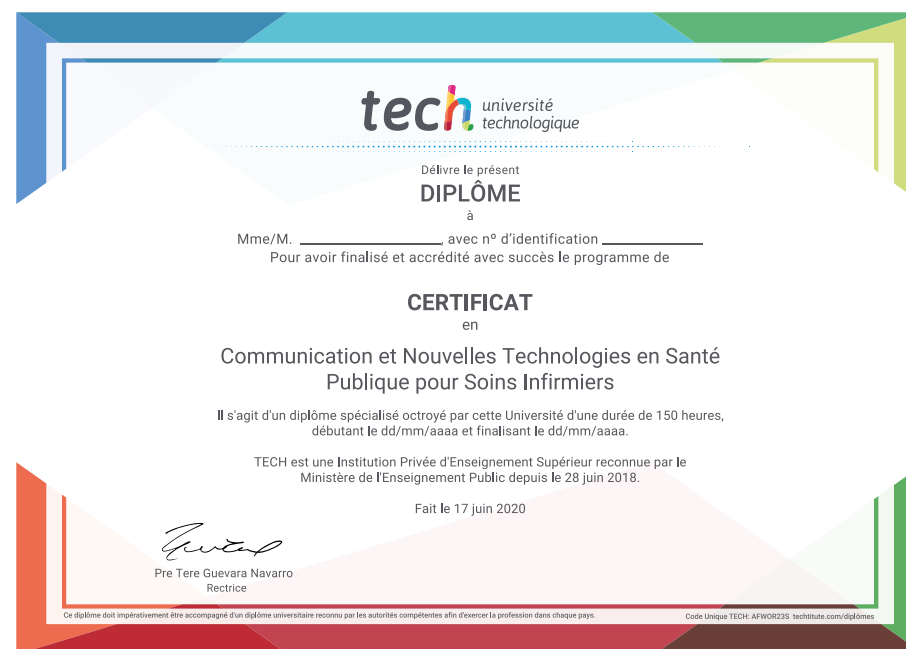 tech université
technologique
Délivre le présent
DIPLÔME
à
Mme/M. ____________________, avec nº d'identification ______________
Pour avoir finalisé et accrédité avec succès le programme de
CERTIFICAT
en
Communication et Nouvelles Technologies en Santé
Publique pour Soins Infirmiers
Il s'agit d'un diplôme spécialisé octroyé par cette Université d'une durée de 150 heures,
débutant le dd/mm/aaaa et finalisant le dd/mm/aaaa.
TECH est une Institution Privée d'Enseignement Supérieur reconnue par le
Ministère de l'Enseignement Public depuis le 28 juin 2018.
Fait le 17 juin 2020
Pre Tere Guevara Navarro
Rectrice
Ce diplôme doit impérativement être accompagné d'un diplôme universitaire reconnu par les autorités compétentes afin d'exercer la profession dans chaque pays.
Code Unique TECH: AFWOR23S techtitute.com/diplômes